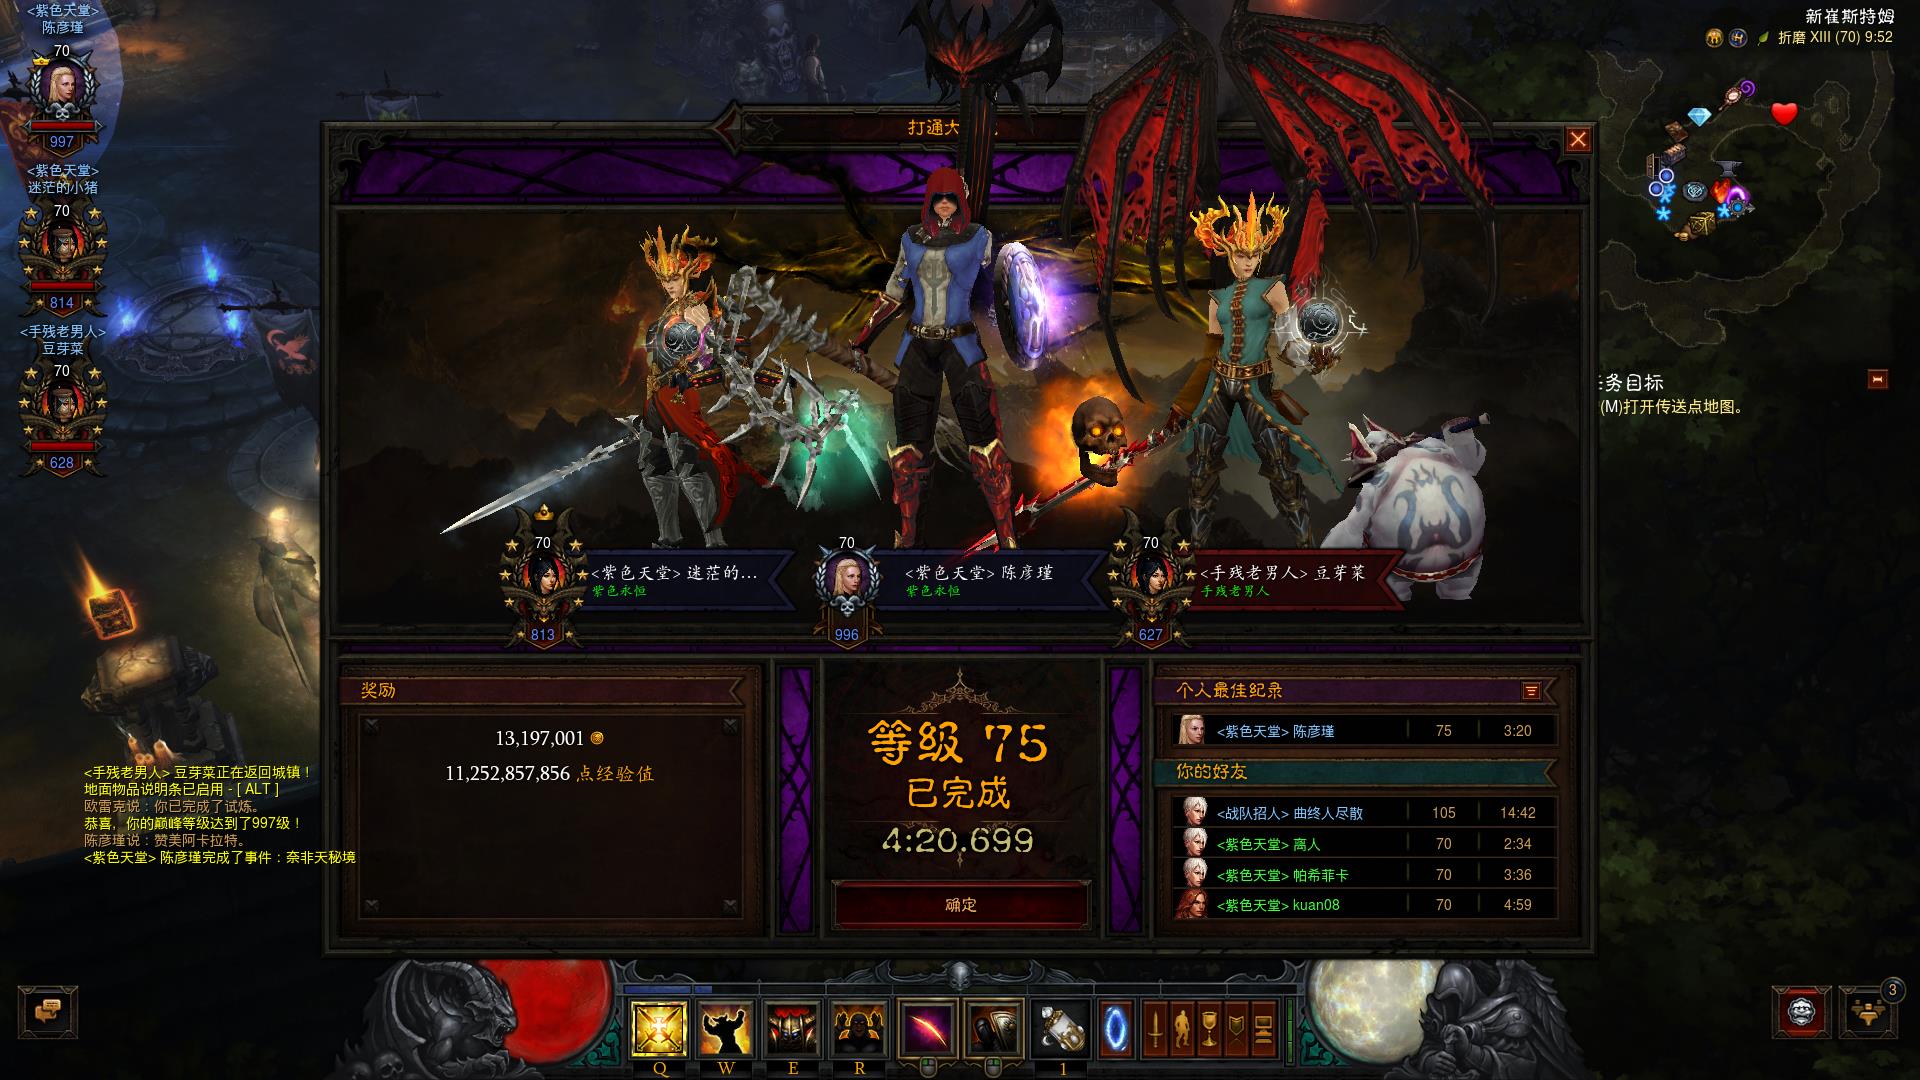 <紫色天堂>
陈彦瑾
70
997
<紫色天堂>
迷茫的小猪
70
814
<手残老男人>
豆芽菜
70
628
新崔斯特姆
折磨 XIII (70) 9:52
务目标
(M)打开传送点地图。
打通大
70
<紫色天堂> 迷茫的...
紫色永恒
813
70
<紫色天堂> 陈彦瑾
紫色永恒
996
70
<手残老男人> 豆芽菜
手残老男人
627
奖励
13,197,001
11,252,857,856 点经验值
等级 75
已完成
4:20.699
确定
个人最佳纪录
<紫色天堂> 陈彦瑾 75 3:20
你的好友
<战队招人> 曲终人尽散 105 14:42
<紫色天堂> 离人 70 2:34
<紫色天堂> 帕希菲卡 70 3:36
<紫色天堂> kuan08 70 4:59
<手残老男人> 豆芽菜正在返回城镇！
地面物品说明条已启用 - [ ALT ]
欧雷克说：你已完成了试炼。
恭喜，你的巅峰等级达到了997级！
陈彦瑾说：赞美阿卡拉特。
<紫色天堂> 陈彦瑾完成了事件：奈非天秘境
Q W E R 1
3